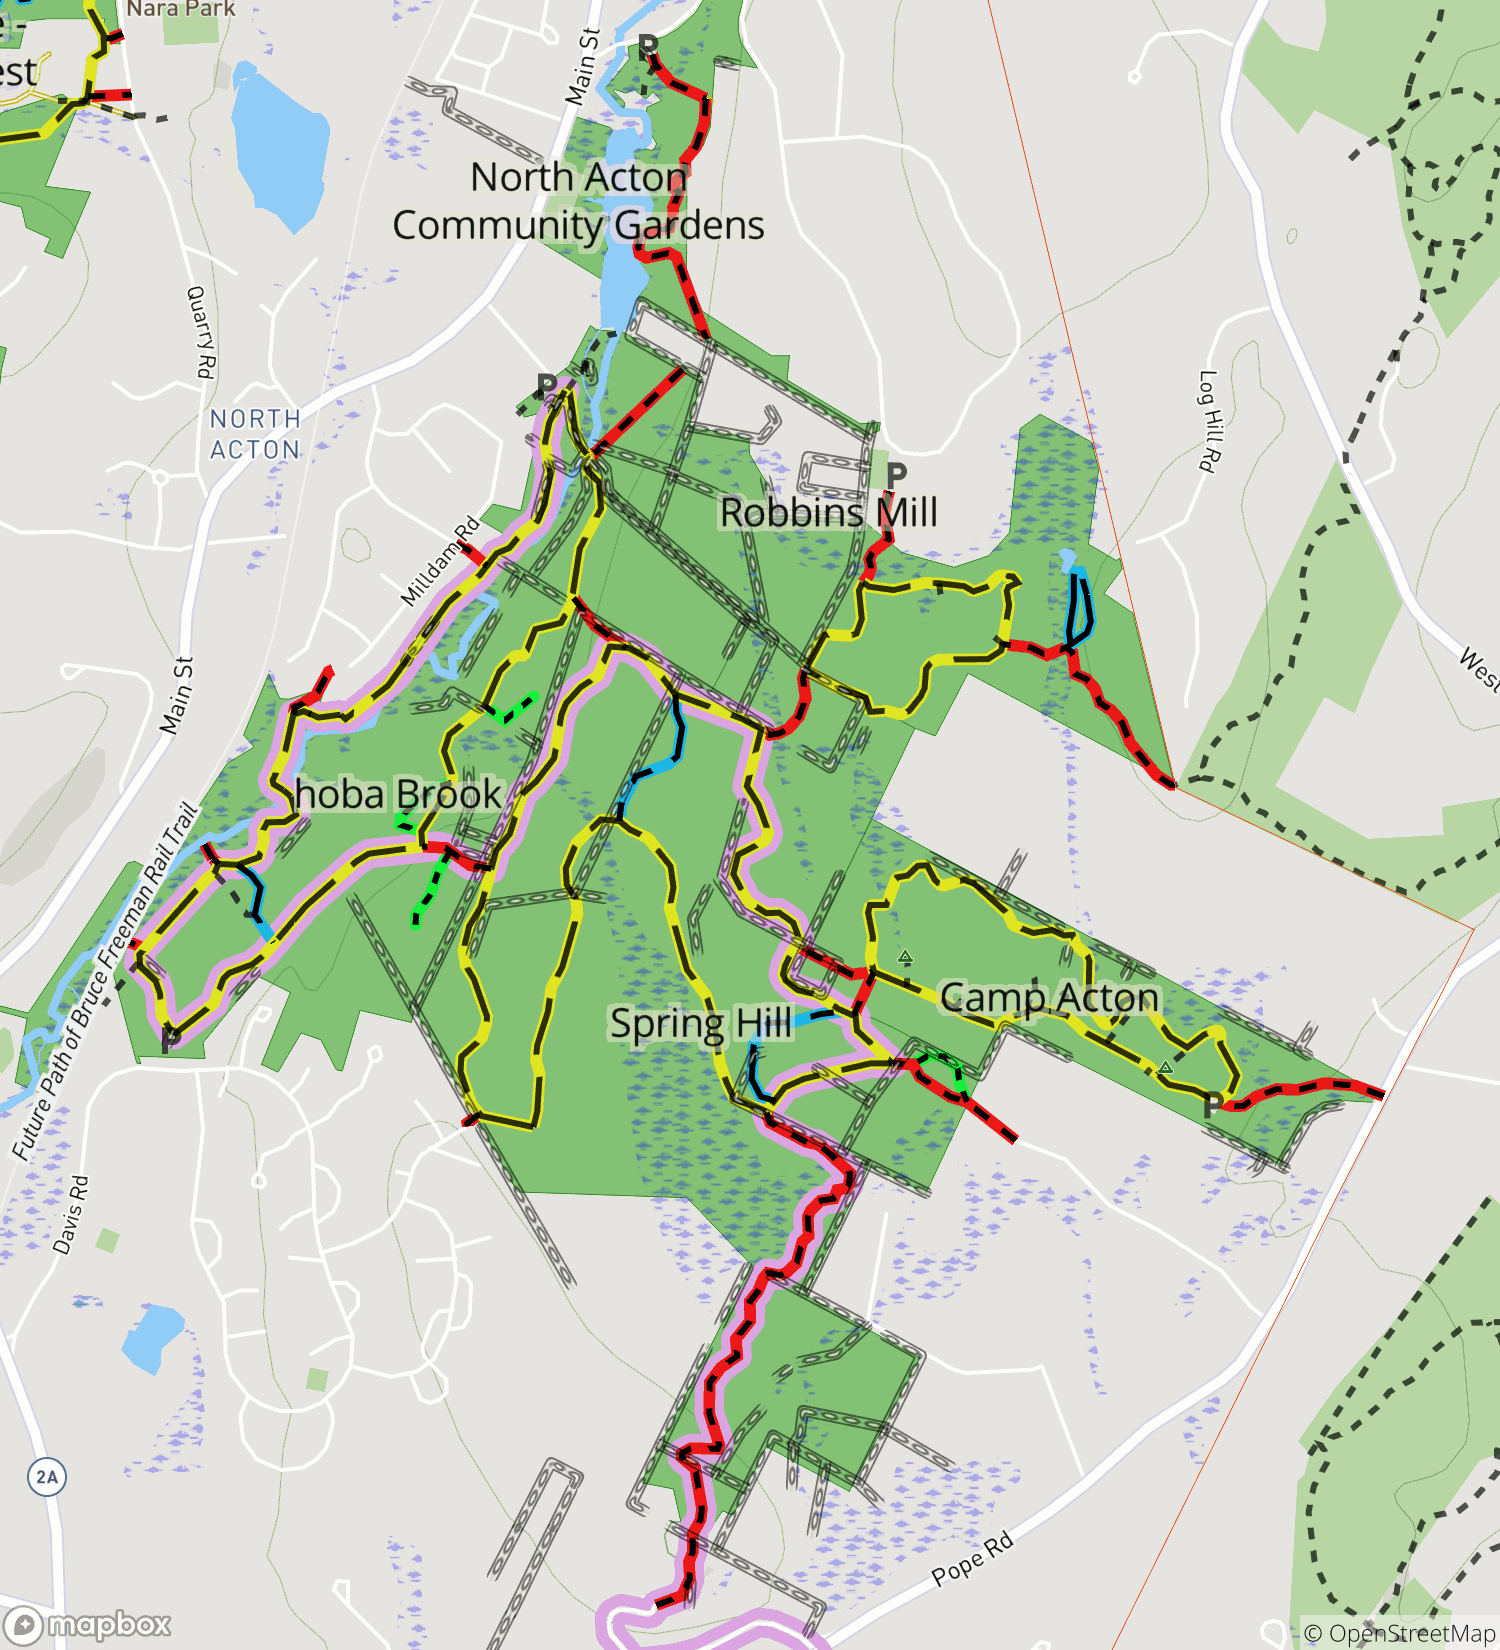 Nara Park
e -
est
P
Main St
North Acton
Community Gardens
Quarry Rd
P
NORTH
ACTON
Log Hill Rd
P
Robbins Mill
Milldam Rd
Main St
West
hoba Brook
Future Path of Bruce Freeman Rail Trail
Camp Acton
Spring Hill
P
P
Davis Rd
2A
Pope Rd
mapbox
© OpenStreetMap